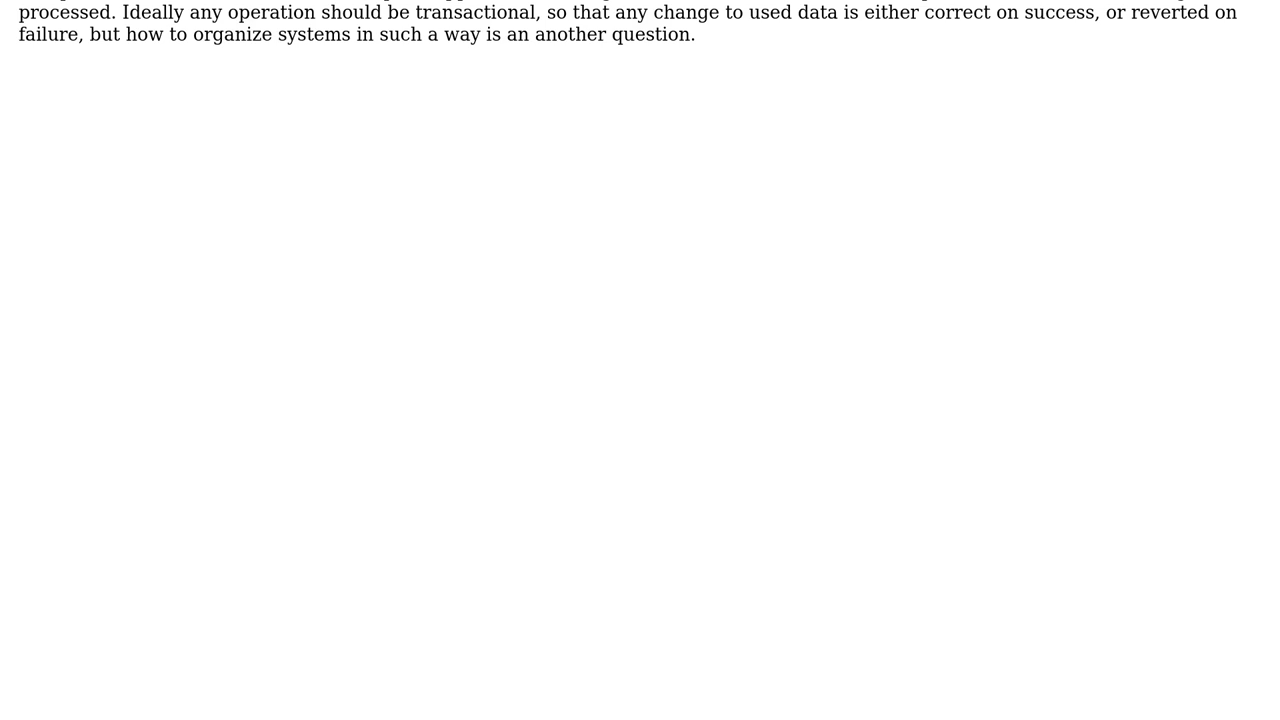 processed. Ideally any operation should be transactional, so that any change to used data is either correct on success, or reverted on
failure, but how to organize systems in such a way is an another question.